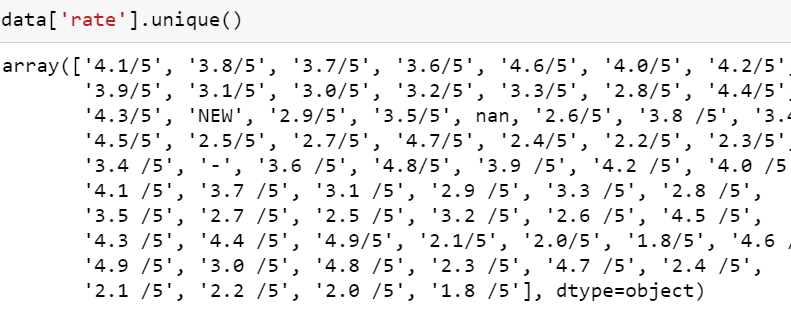 data['rate'].unique()
array(['4.1/5', '3.8/5', '3.7/5', '3.6/5', '4.6/5', '4.0/5', '4.2/5',
'3.9/5', '3.1/5', '3.0/5', '3.2/5', '3.3/5', '2.8/5', '4.4/5',
'4.3/5', 'NEW', '2.9/5', '3.5/5', nan, '2.6/5', '3.8 /5', '3.4
'4.5/5', '2.5/5', '2.7/5', '4.7/5', '2.4/5', '2.2/5', '2.3/5',
'3.4 /5', '-', '3.6 /5', '4.8/5', '3.9 /5', '4.2 /5', '4.0 /5
'4.1 /5', '3.7 /5', '3.1 /5', '2.9 /5', '3.3 /5', '2.8 /5',
'3.5 /5', '2.7 /5', '2.5 /5', '3.2 /5', '2.6 /5', '4.5 /5',
'4.3 /5', '4.4 /5', '4.9/5', '2.1/5', '2.0/5', '1.8/5', '4.6 /
'4.9 /5', '3.0 /5', '4.8 /5', '2.3 /5', '4.7 /5', '2.4 /5',
'2.1 /5', '2.2 /5', '2.0 /5', '1.8 /5'], dtype=object)